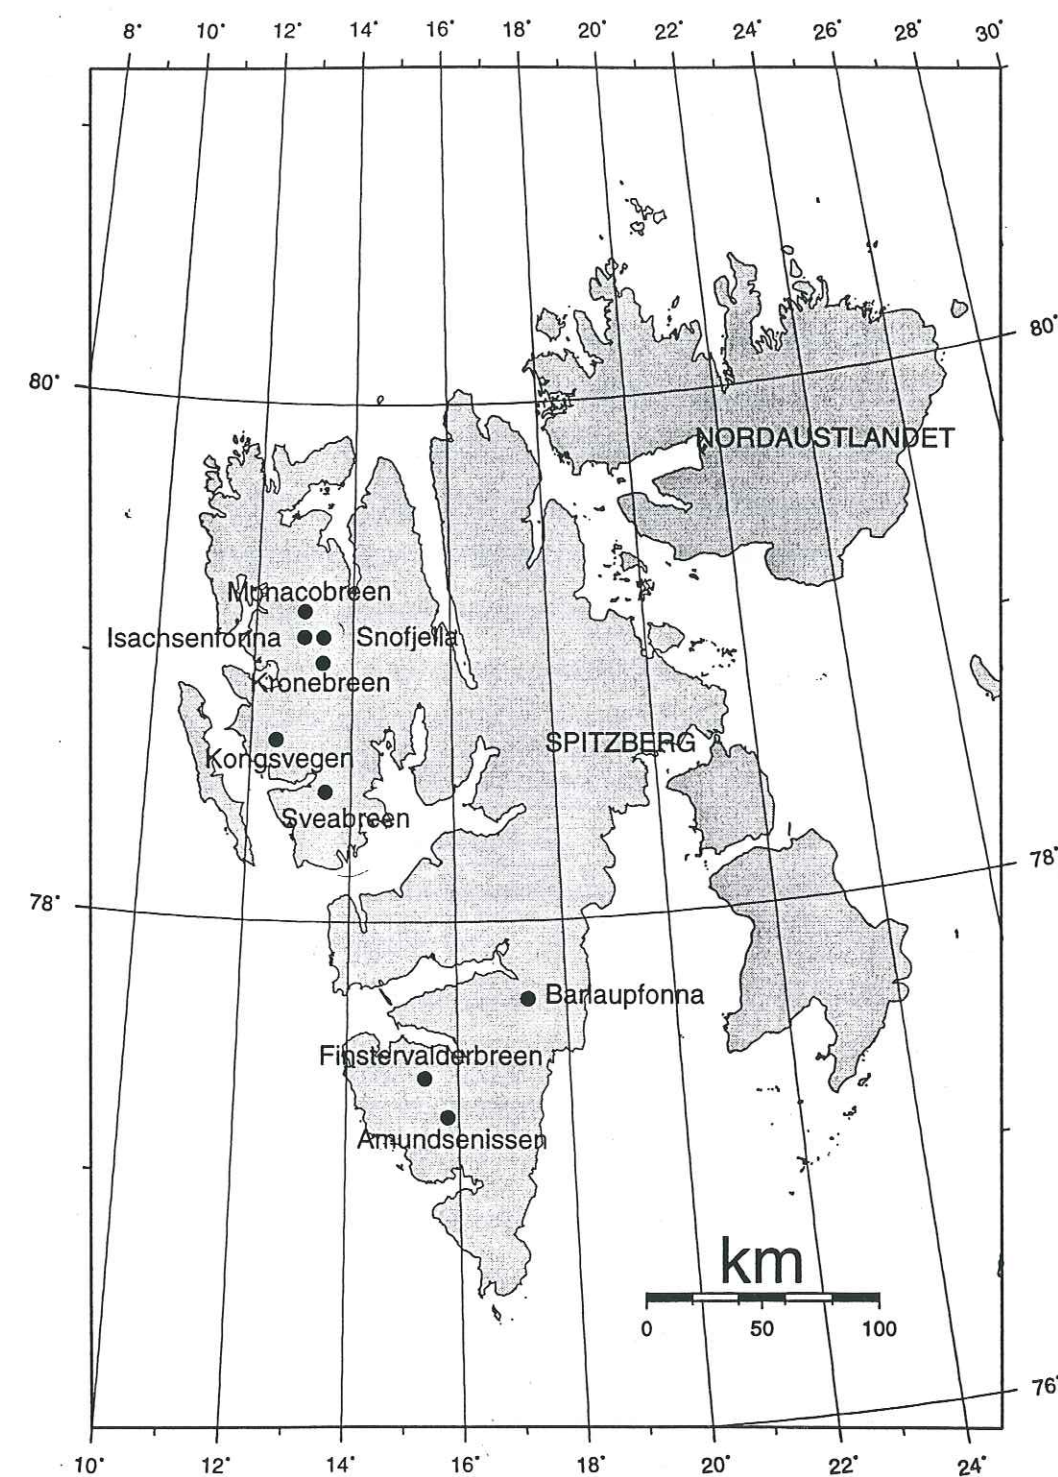 8° 10° 12° 14° 16° 18° 20° 22° 24° 26° 28° 30°
80°
80°
NORDAUSTLANDET
Monacobreen
Isachsenfonna
Snofjella
Kronebreen
SPITZBERG
Kongsvegen
Sveabreen
78°
78°
Barlaupfonna
Finstervalderbreen
Amundsenissen
km
0 50 100
76°
10° 12° 14° 16° 18° 20° 22° 24°